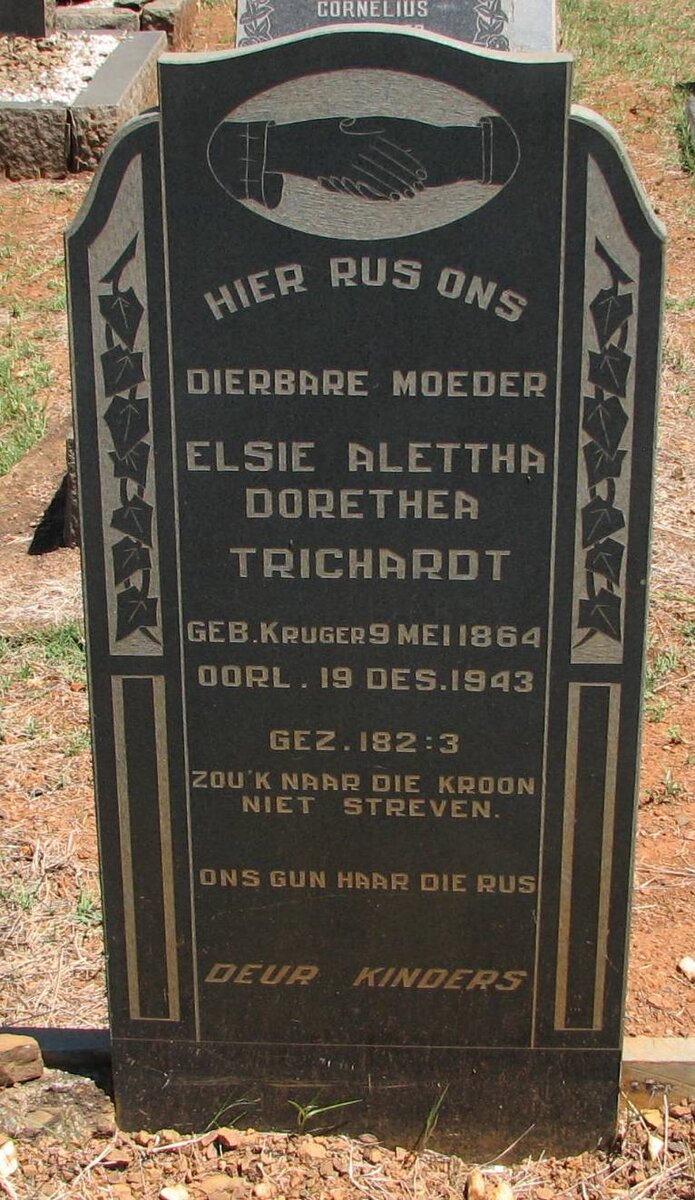 CORNELIUS
HIER RUS ONS
DIERBARE MOEDER
ELSIE ALETTHA
DORETHEA
TRICHARDT
GEB. KRUGER 9 MEI 1864
OORL. 19 DES. 1943
GEZ. 182:3
ZOU'K NAAR DIE KROON
NIET STREVEN.
ONS GUN HAAR DIE RUS
DEUR KINDERS